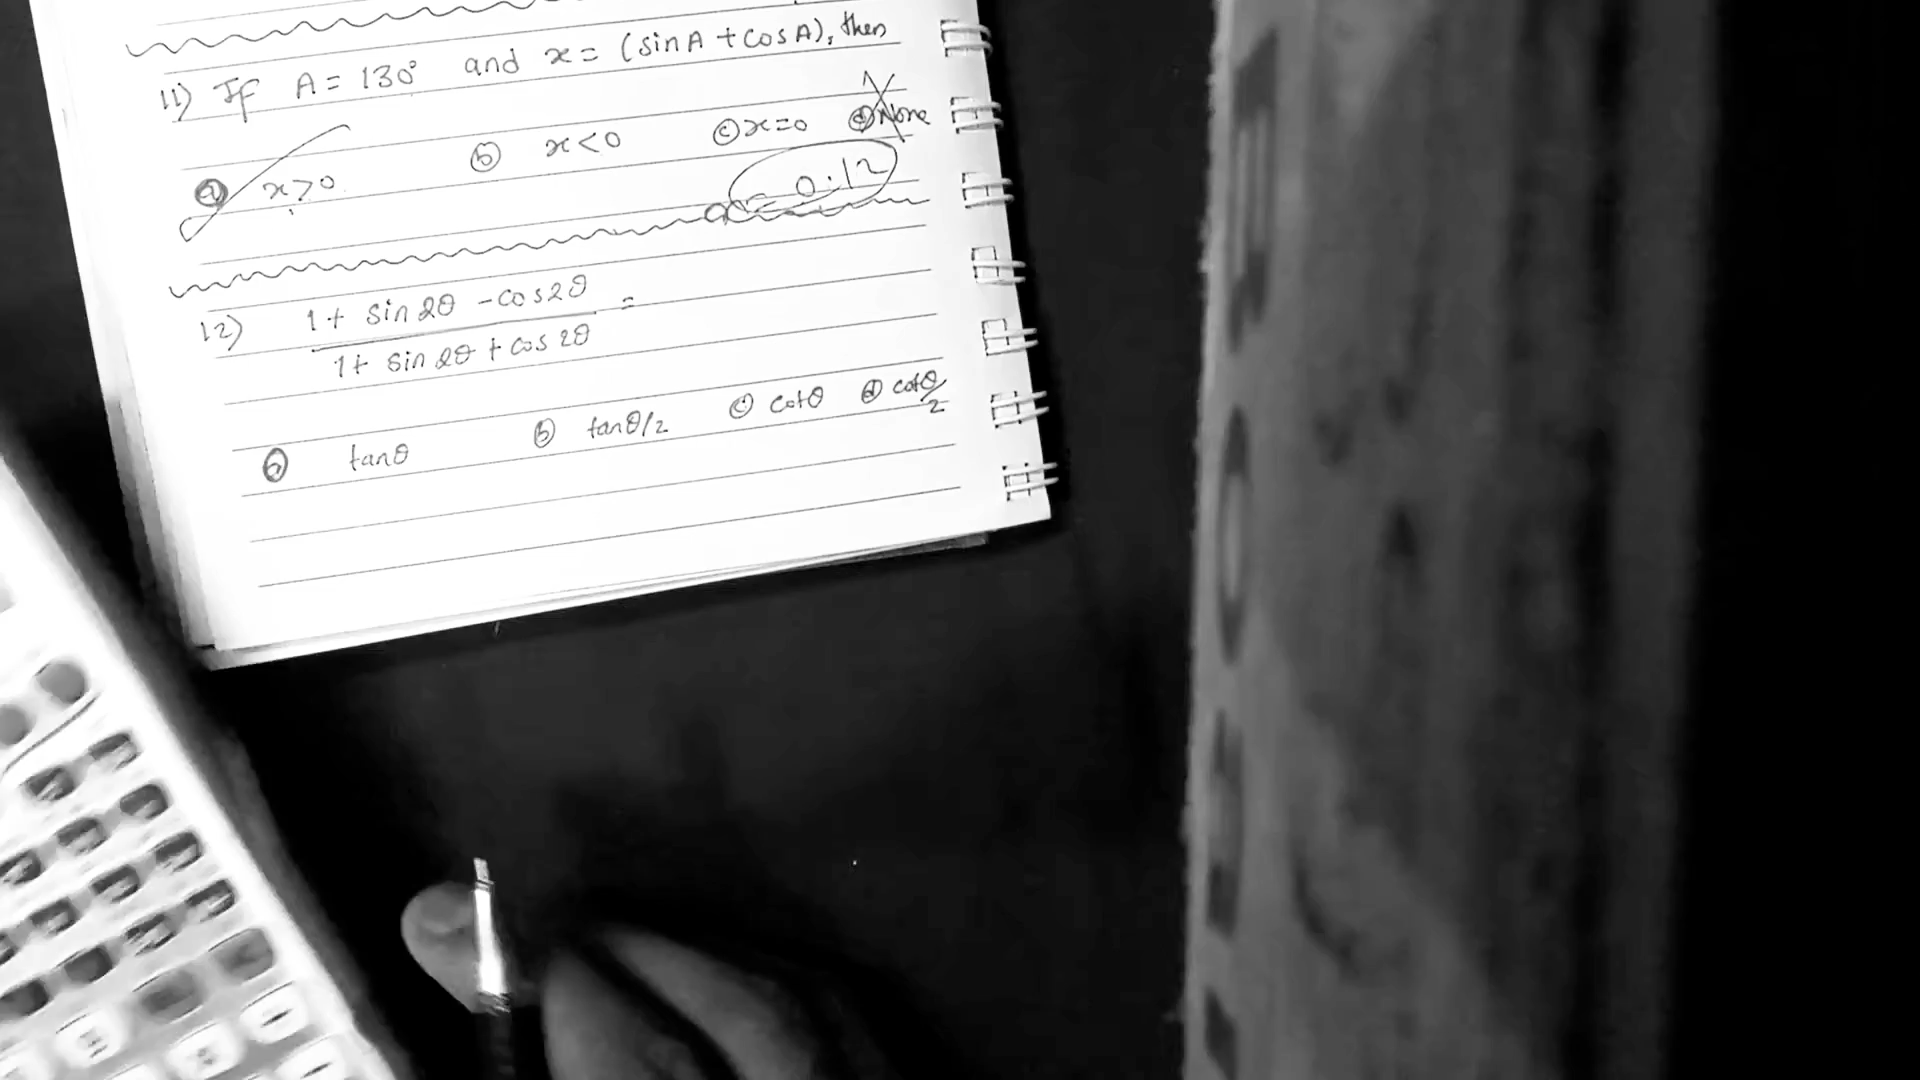 11) If A = 130° and x = (sin A + cos A), then
ⓐ x > 0 ⓑ x < 0 ⓒ x = 0 ⓓ None
x = 0.12
12) 1 + sin 2θ - cos 2θ =
1 + sin 2θ + cos 2θ
ⓐ tanθ ⓑ tanθ/2 ⓒ cotθ ⓓ cotθ/2